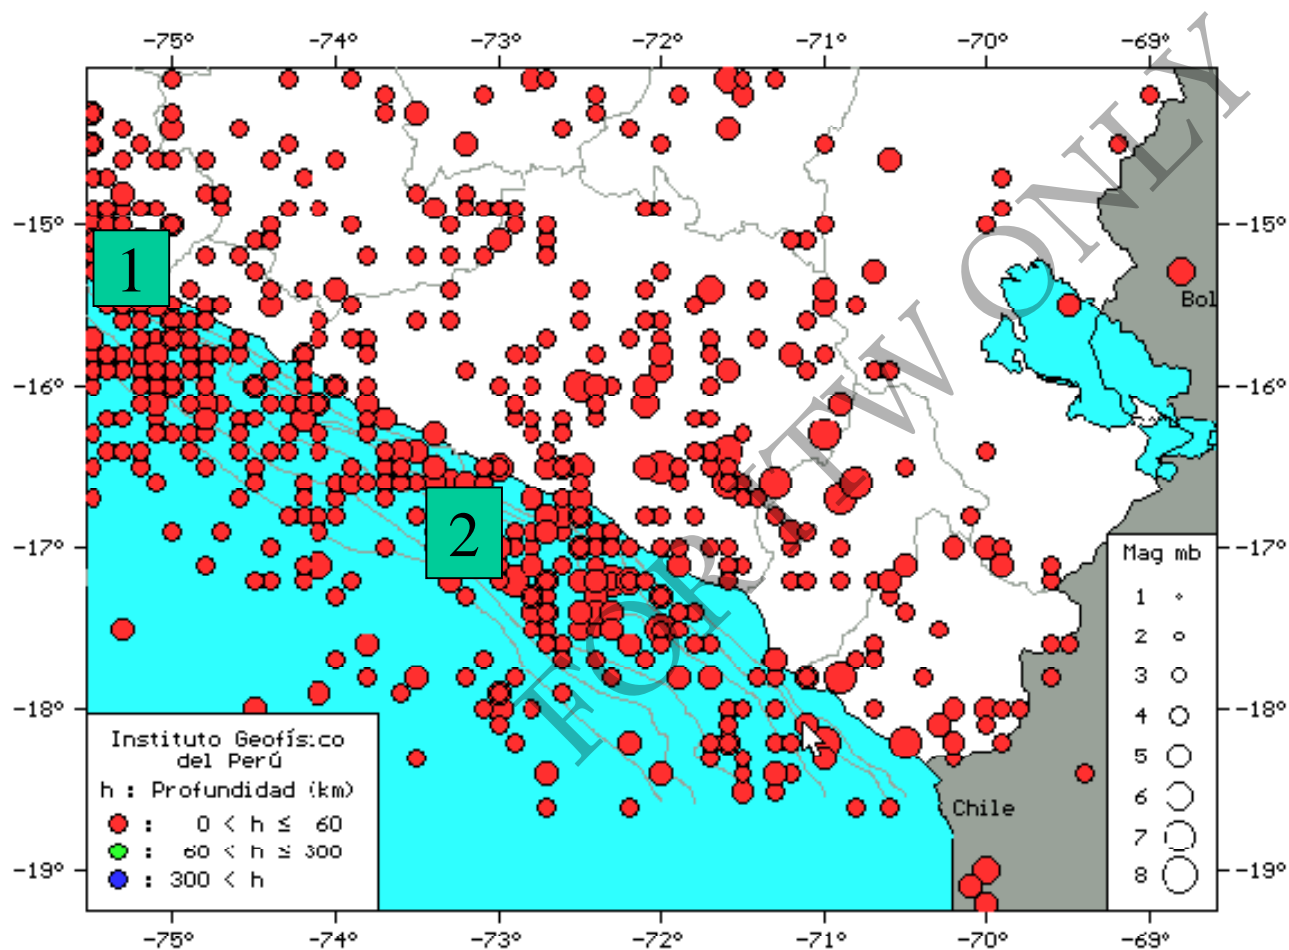 -75° -74° -73° -72° -71° -70° -69°
-15° -15°
1
Bol
-16° -16°
2
-17° -17°
-18° -18°
-19° -19°
Mag mb
1
2
3
4
5
6
7
8
Instituto Geofísico
del Perú
h : Profundidad (km)
: 0 < h ≤ 60
: 60 < h ≤ 300
: 300 < h
Chile
-75° -74° -73° -72° -71° -70° -69°
FOR ITW ONLY